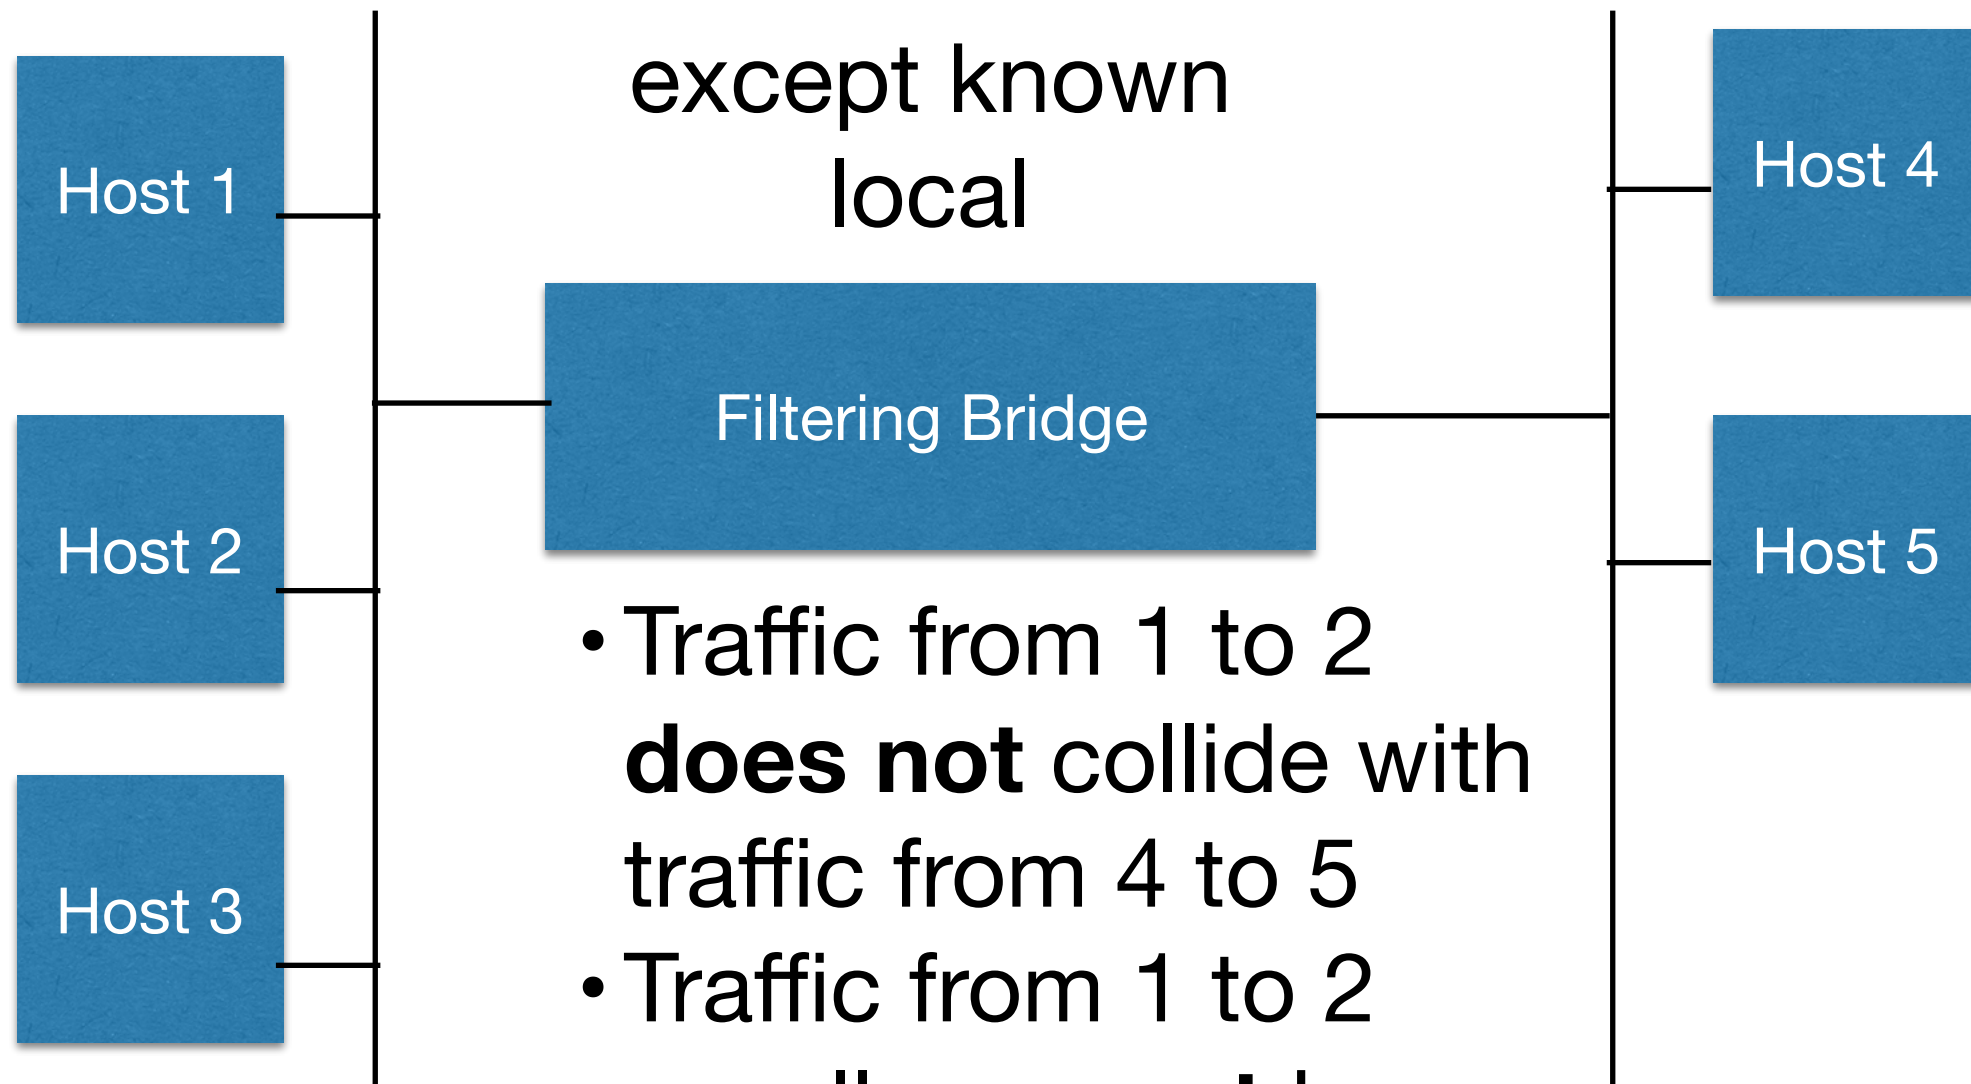 except known
local
Host 1
Host 4
Filtering Bridge
Host 2
Host 5
• Traffic from 1 to 2
does not collide with
traffic from 4 to 5
Host 3
• Traffic from 1 to 2